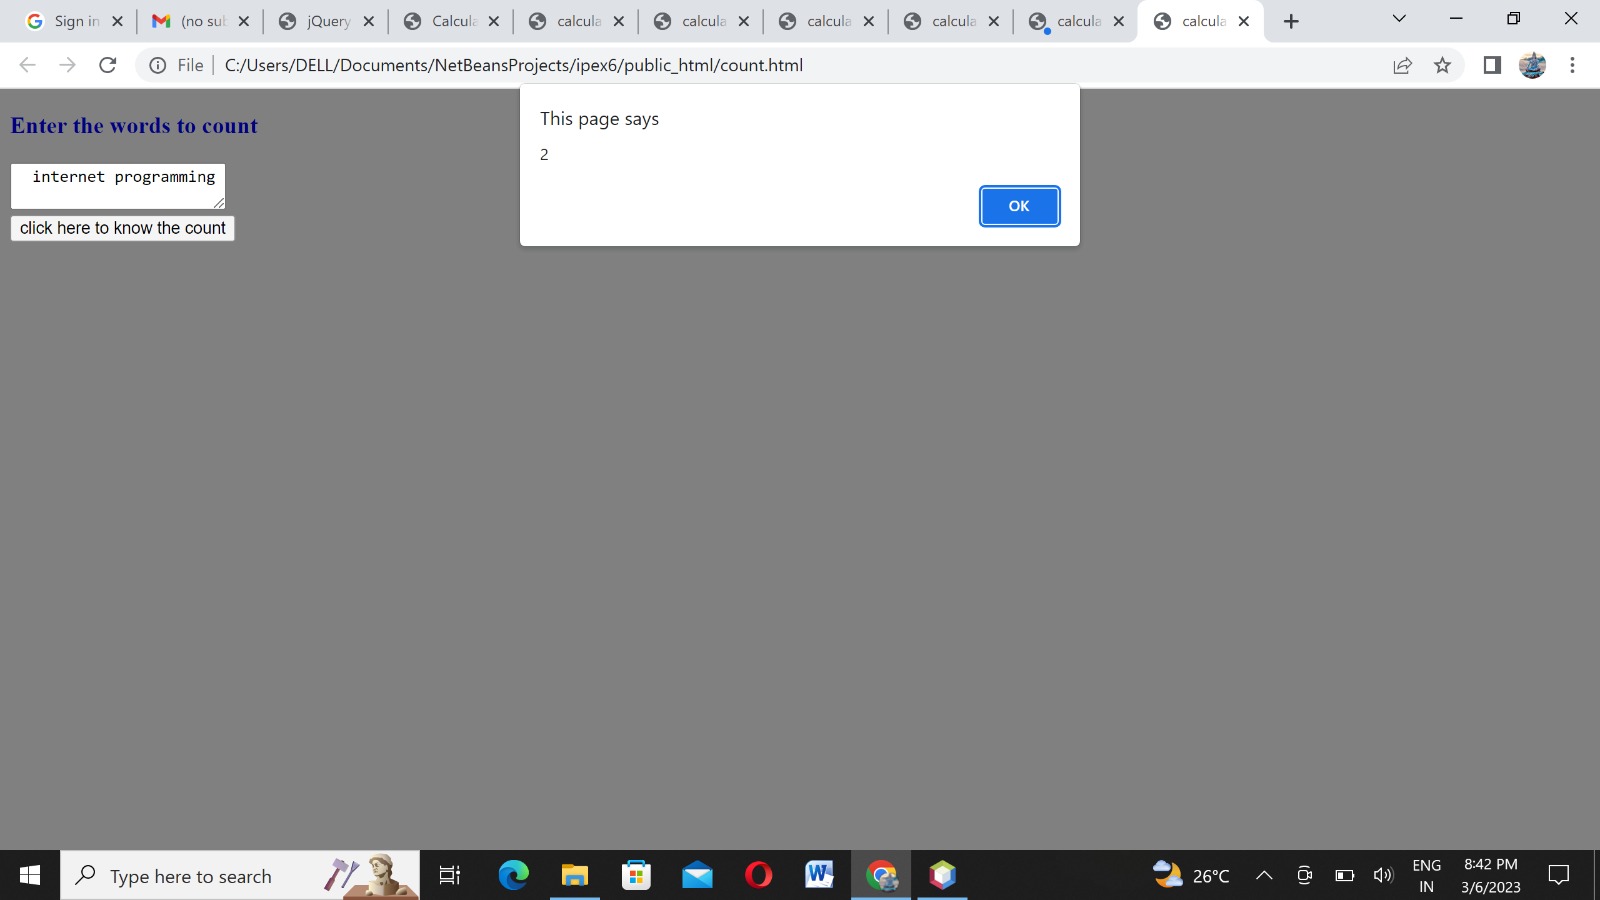 Sign in
(no sub
jQuery
Calcula
calcula
calcula
calcula
calcula
calcula
calcula
File
C:/Users/DELL/Documents/NetBeansProjects/ipex6/public_html/count.html
This page says
2
OK
Enter the words to count
internet programming
click here to know the count
Type here to search
26°C
ENG
IN
8:42 PM
3/6/2023